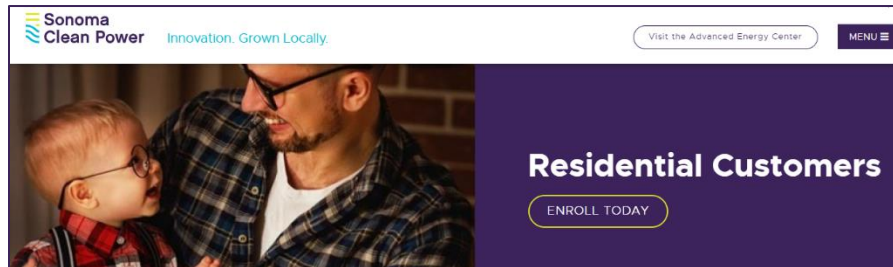 Sonoma
Clean Power
Innovation. Grown Locally.
Visit the Advanced Energy Center
MENU
Residential Customers
ENROLL TODAY